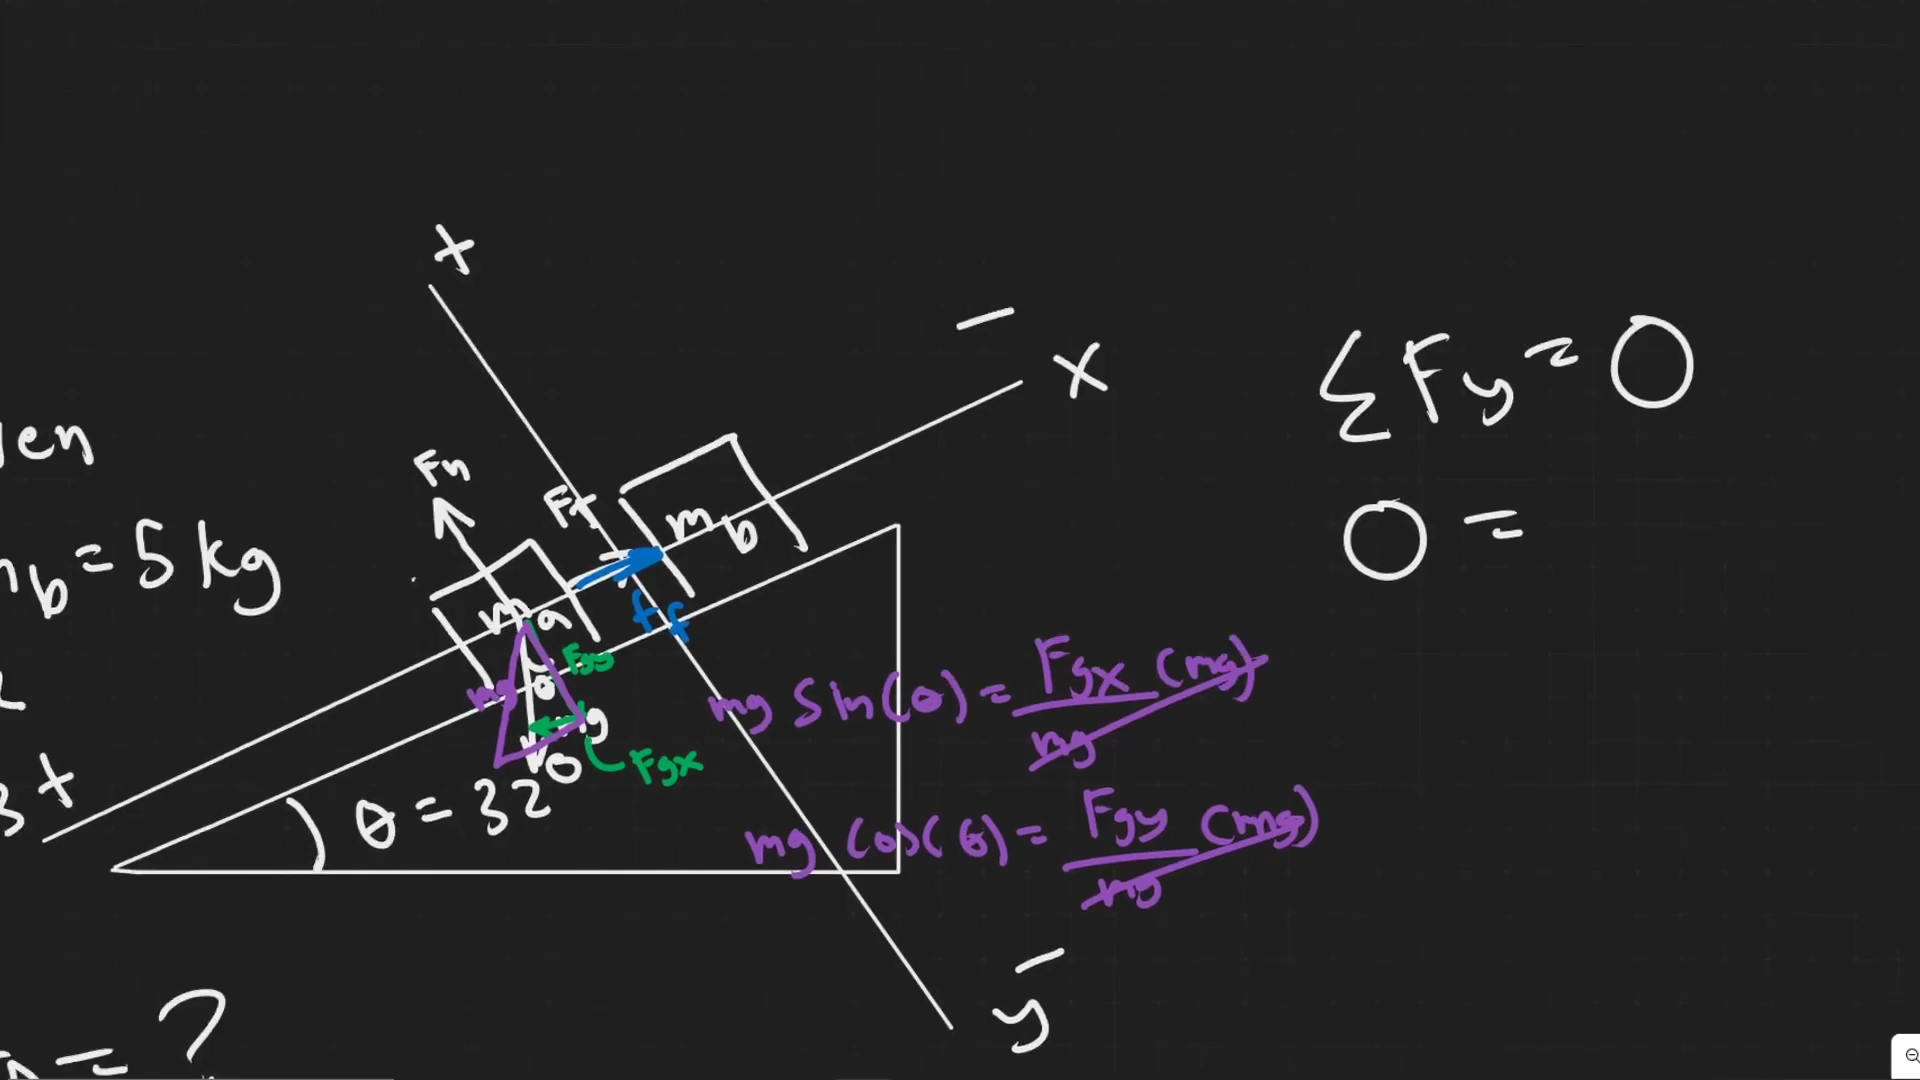 +
−
x
ΣFy = 0
0 =
en
Fn
FT
mb
b = 5 kg
ma
ff
Fgy
mg
θ
mg
Fgx
θ
mg Sin(θ) = Fgx (mg) / mg
mg Cos(θ) = Fgy (mg) / mg
θ = 32°
+
−
y
= ?